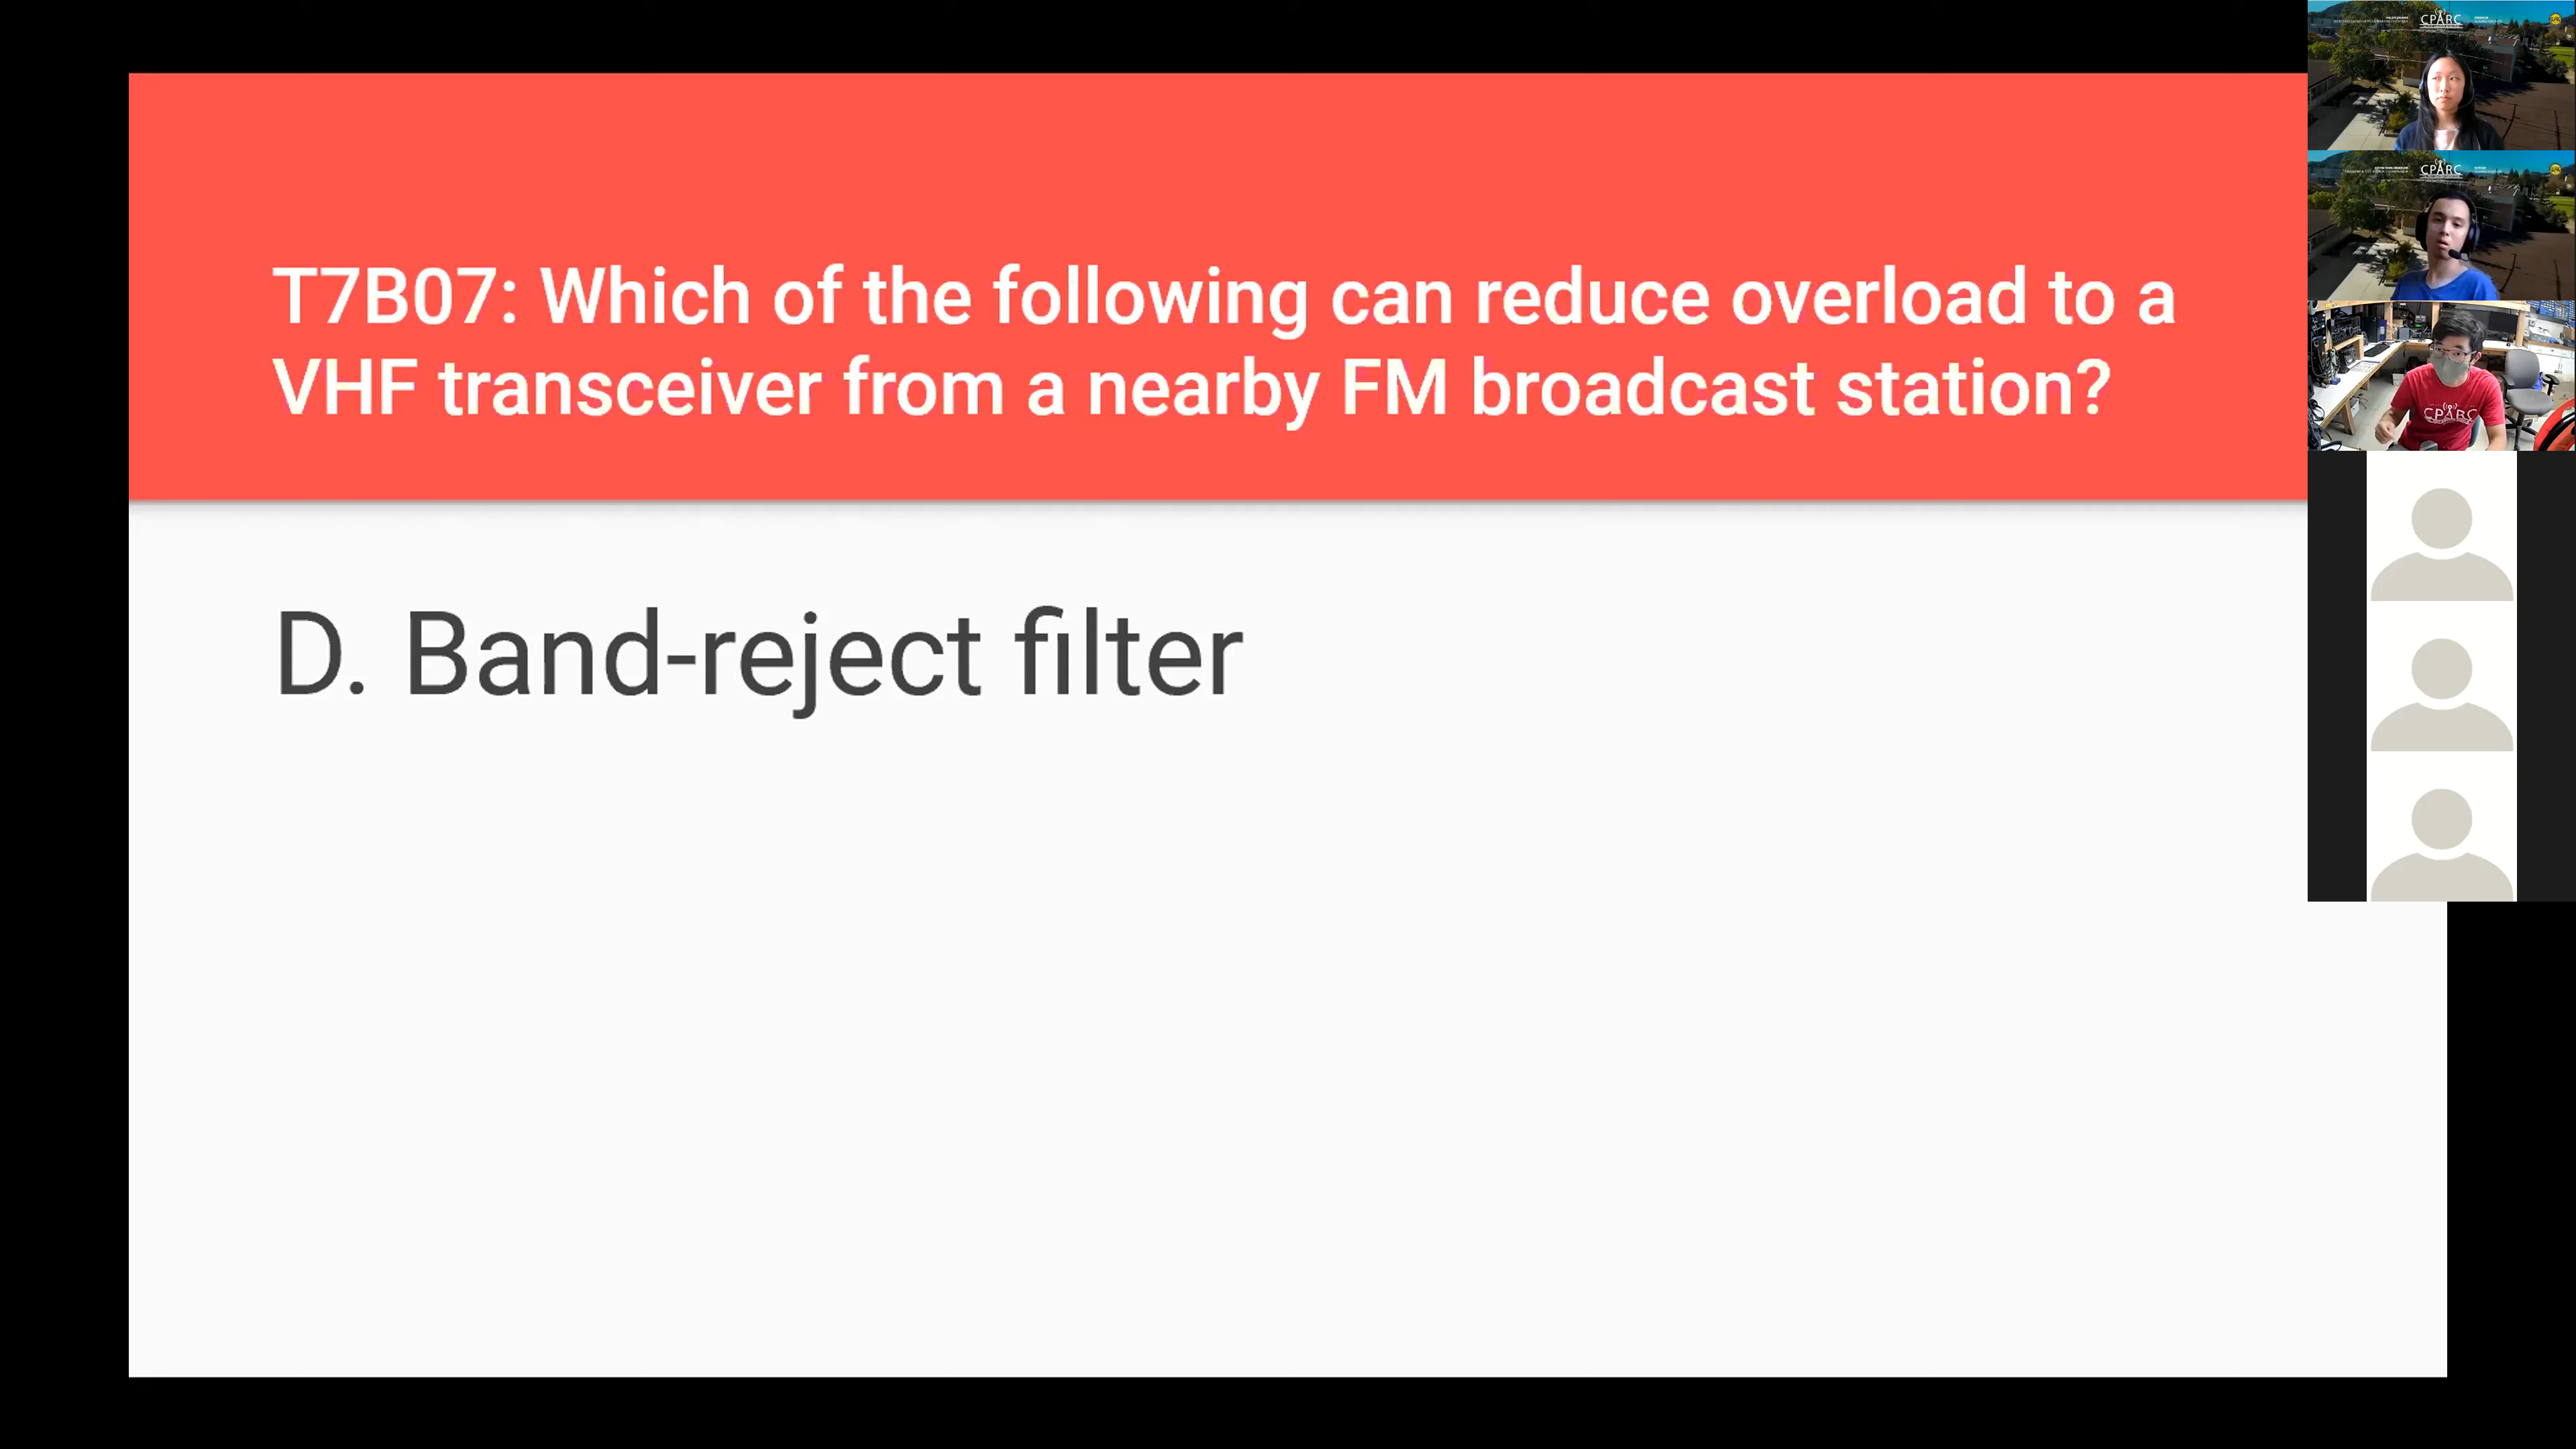 T7B07: Which of the following can reduce overload to a
VHF transceiver from a nearby FM broadcast station?
D. Band-reject filter
CPARC
CPARC
CPARC